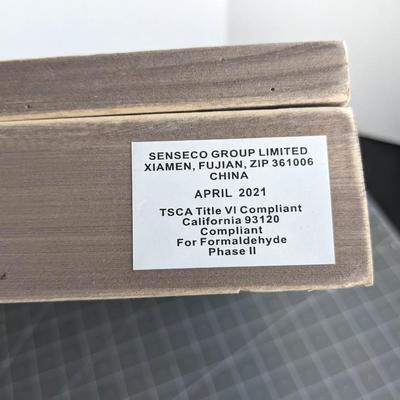 SENSECO GROUP LIMITED
XIAMEN, FUJIAN, ZIP 361006
CHINA
APRIL 2021
TSCA Title VI Compliant
California 93120
Compliant
For Formaldehyde
Phase II